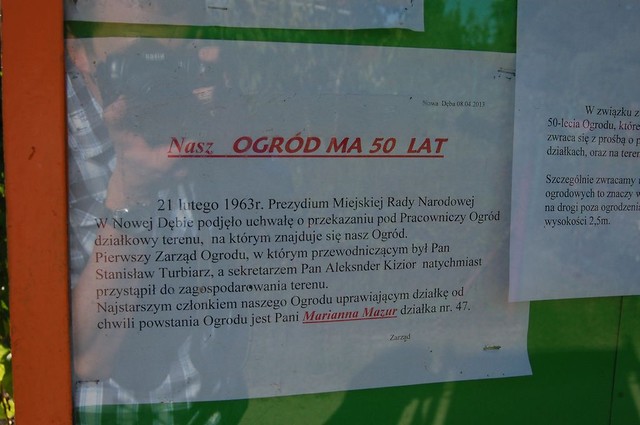 Nowa Dęba 08.04.2013
Nasz OGRÓD MA 50 LAT
21 lutego 1963r. Prezydium Miejskiej Rady Narodowej
W Nowej Dębie podjęło uchwałę o przekazaniu pod Pracowniczy Ogród
działkowy terenu, na którym znajduje się nasz Ogród.
Pierwszy Zarząd Ogrodu, w którym przewodniczącym był Pan
Stanisław Turbiarz, a sekretarzem Pan Aleksnder Kizior natychmiast
przystąpił do zagospodarowania terenu.
Najstarszym członkiem naszego Ogrodu uprawiającym działkę od
chwili powstania Ogrodu jest Pani Marianna Mazur działka nr. 47.
Zarząd
W związku z
50-lecia Ogrodu, które
zwraca się z prośbą o p
działkach, oraz na teren
Szczególnie zwracamy
ogrodowych to znaczy w
na drogi poza ogrodzenia
wysokości 2,5m.